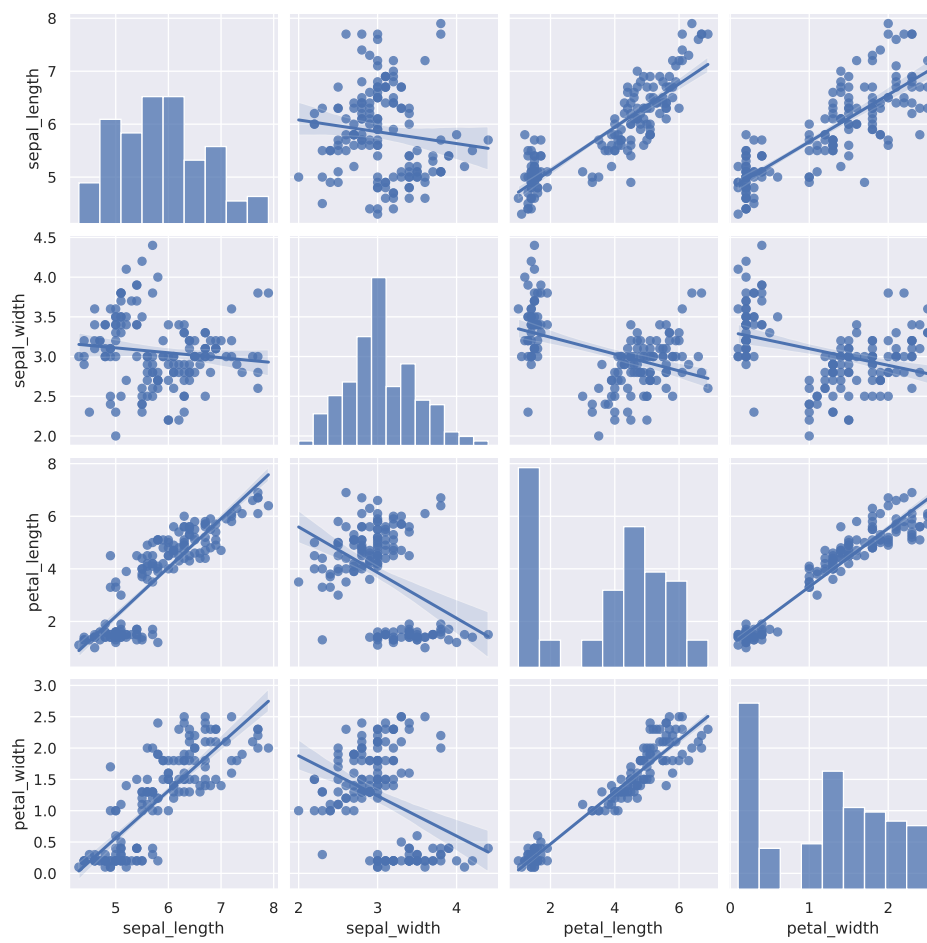 8
7
6
5
sepal_length
4.5
4.0
3.5
3.0
2.5
2.0
sepal_width
8
6
4
2
petal_length
3.0
2.5
2.0
1.5
1.0
0.5
0.0
petal_width
5 6 7 8
sepal_length
2 3 4
sepal_width
2 4 6
petal_length
0 1 2
petal_width